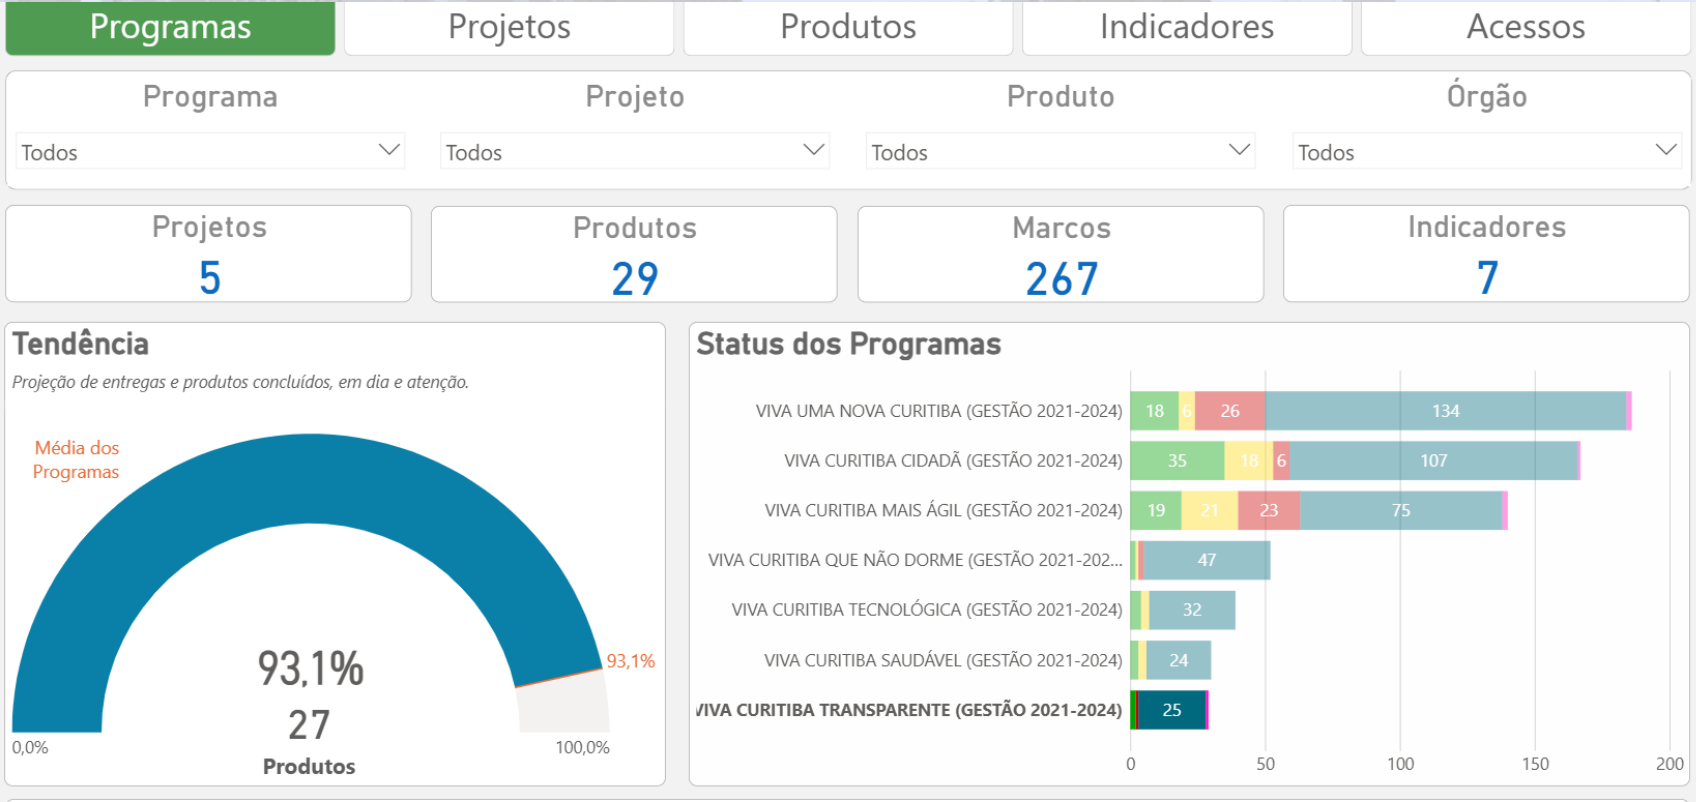 Programas
Projetos
Produtos
Indicadores
Acessos
Programa
Projeto
Produto
Órgão
Todos
Todos
Todos
Todos
Projetos
5
Produtos
29
Marcos
267
Indicadores
7
Tendência
Projeção de entregas e produtos concluídos, em dia e atenção.
Média dos
Programas
93,1%
93,1%
27
0,0%
100,0%
Produtos
Status dos Programas
VIVA UMA NOVA CURITIBA (GESTÃO 2021-2024) 18 6 26 134
VIVA CURITIBA CIDADÃ (GESTÃO 2021-2024) 35 18 6 107
VIVA CURITIBA MAIS ÁGIL (GESTÃO 2021-2024) 19 21 23 75
VIVA CURITIBA QUE NÃO DORME (GESTÃO 2021-202... 47
VIVA CURITIBA TECNOLÓGICA (GESTÃO 2021-2024) 32
VIVA CURITIBA SAUDÁVEL (GESTÃO 2021-2024) 24
VIVA CURITIBA TRANSPARENTE (GESTÃO 2021-2024) 25
0 50 100 150 200